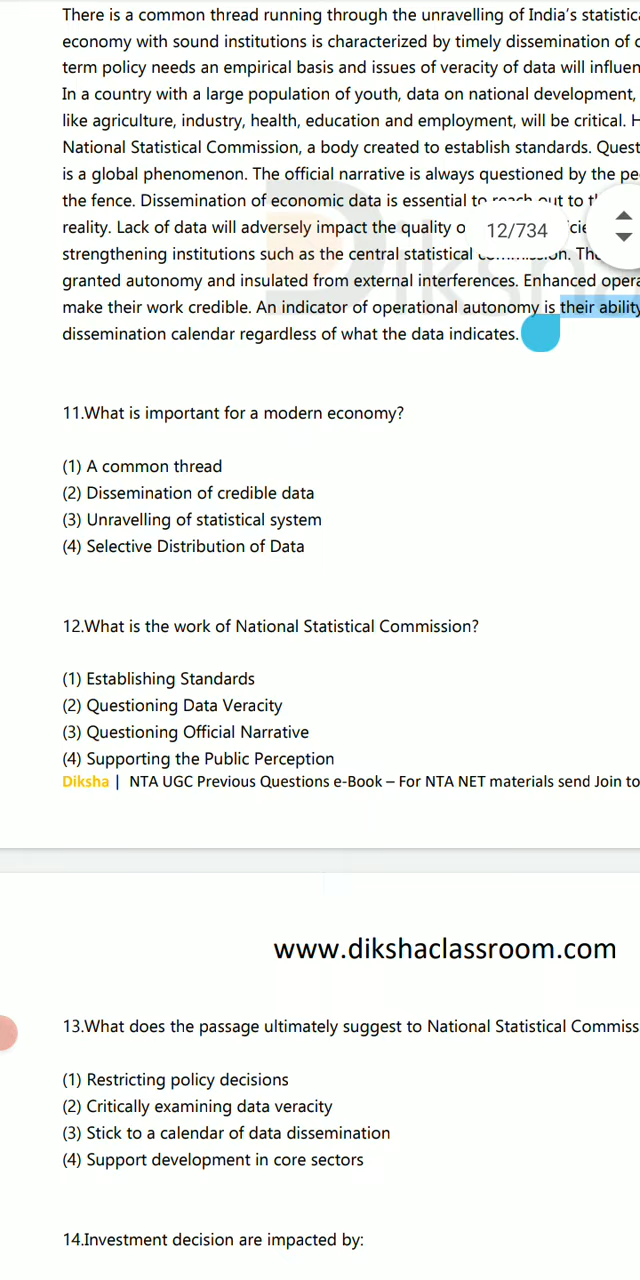 There is a common thread running through the unravelling of India's statistic
economy with sound institutions is characterized by timely dissemination of
term policy needs an empirical basis and issues of veracity of data will influen
In a country with a large population of youth, data on national development,
like agriculture, industry, health, education and employment, will be critical. H
National Statistical Commission, a body created to establish standards. Quest
is a global phenomenon. The official narrative is always questioned by the pe
the fence. Dissemination of economic data is essential to reach out to
reality. Lack of data will adversely impact the quality o 12/734 cie
strengthening institutions such as the central statistical Th
granted autonomy and insulated from external interferences. Enhanced opera
make their work credible. An indicator of operational autonomy is their ability
dissemination calendar regardless of what the data indicates.
11.What is important for a modern economy?
(1) A common thread
(2) Dissemination of credible data
(3) Unravelling of statistical system
(4) Selective Distribution of Data
12.What is the work of National Statistical Commission?
(1) Establishing Standards
(2) Questioning Data Veracity
(3) Questioning Official Narrative
(4) Supporting the Public Perception
Diksha | NTA UGC Previous Questions e-Book – For NTA NET materials send Join to
www.dikshaclassroom.com
13.What does the passage ultimately suggest to National Statistical Commiss
(1) Restricting policy decisions
(2) Critically examining data veracity
(3) Stick to a calendar of data dissemination
(4) Support development in core sectors
14.Investment decision are impacted by: